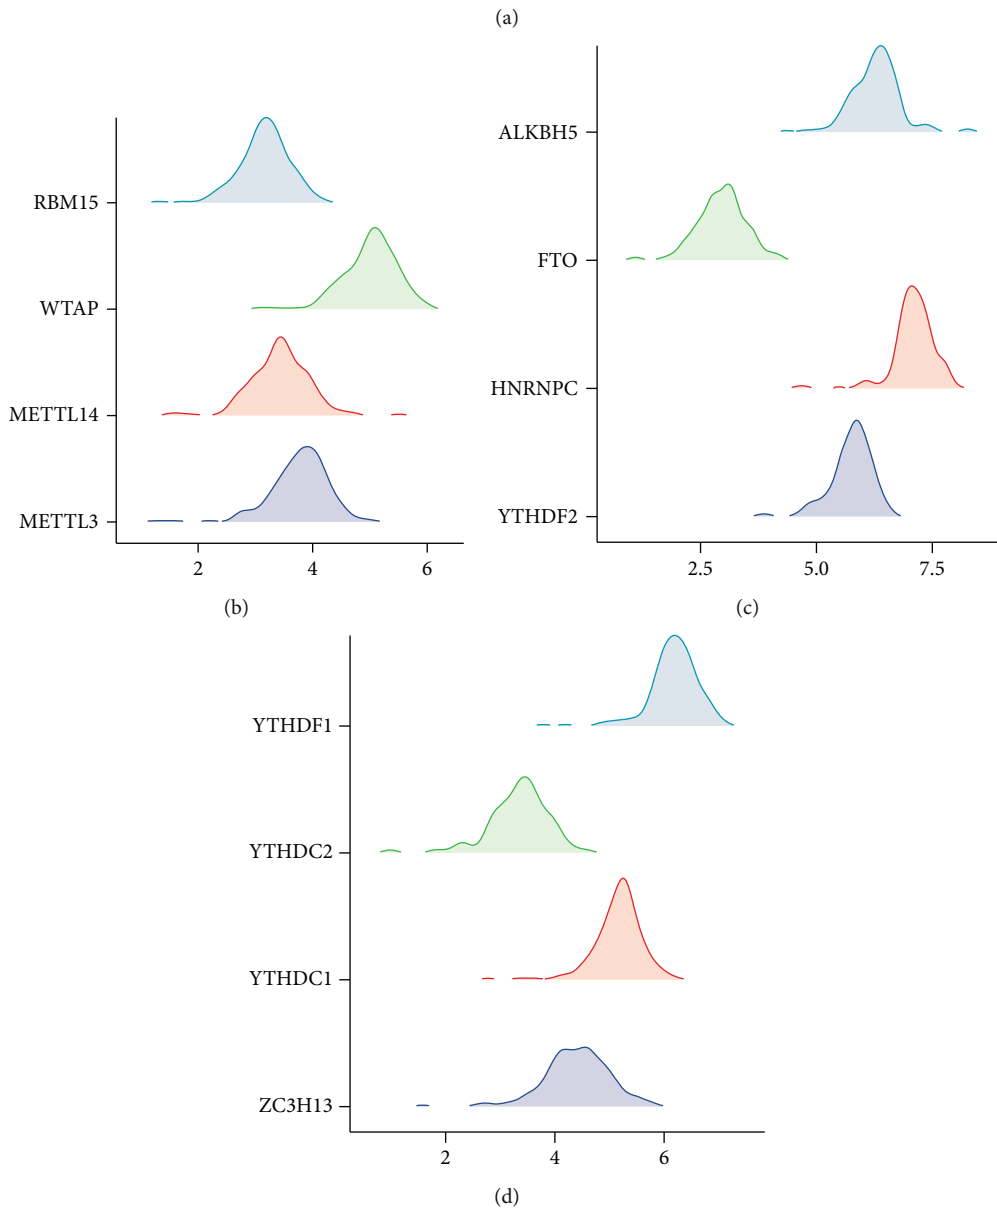 (a)
RBM15
WTAP
METTL14
METTL3
2 4 6
(b)
ALKBH5
FTO
HNRNPC
YTHDF2
2.5 5.0 7.5
(c)
YTHDF1
YTHDC2
YTHDC1
ZC3H13
2 4 6
(d)